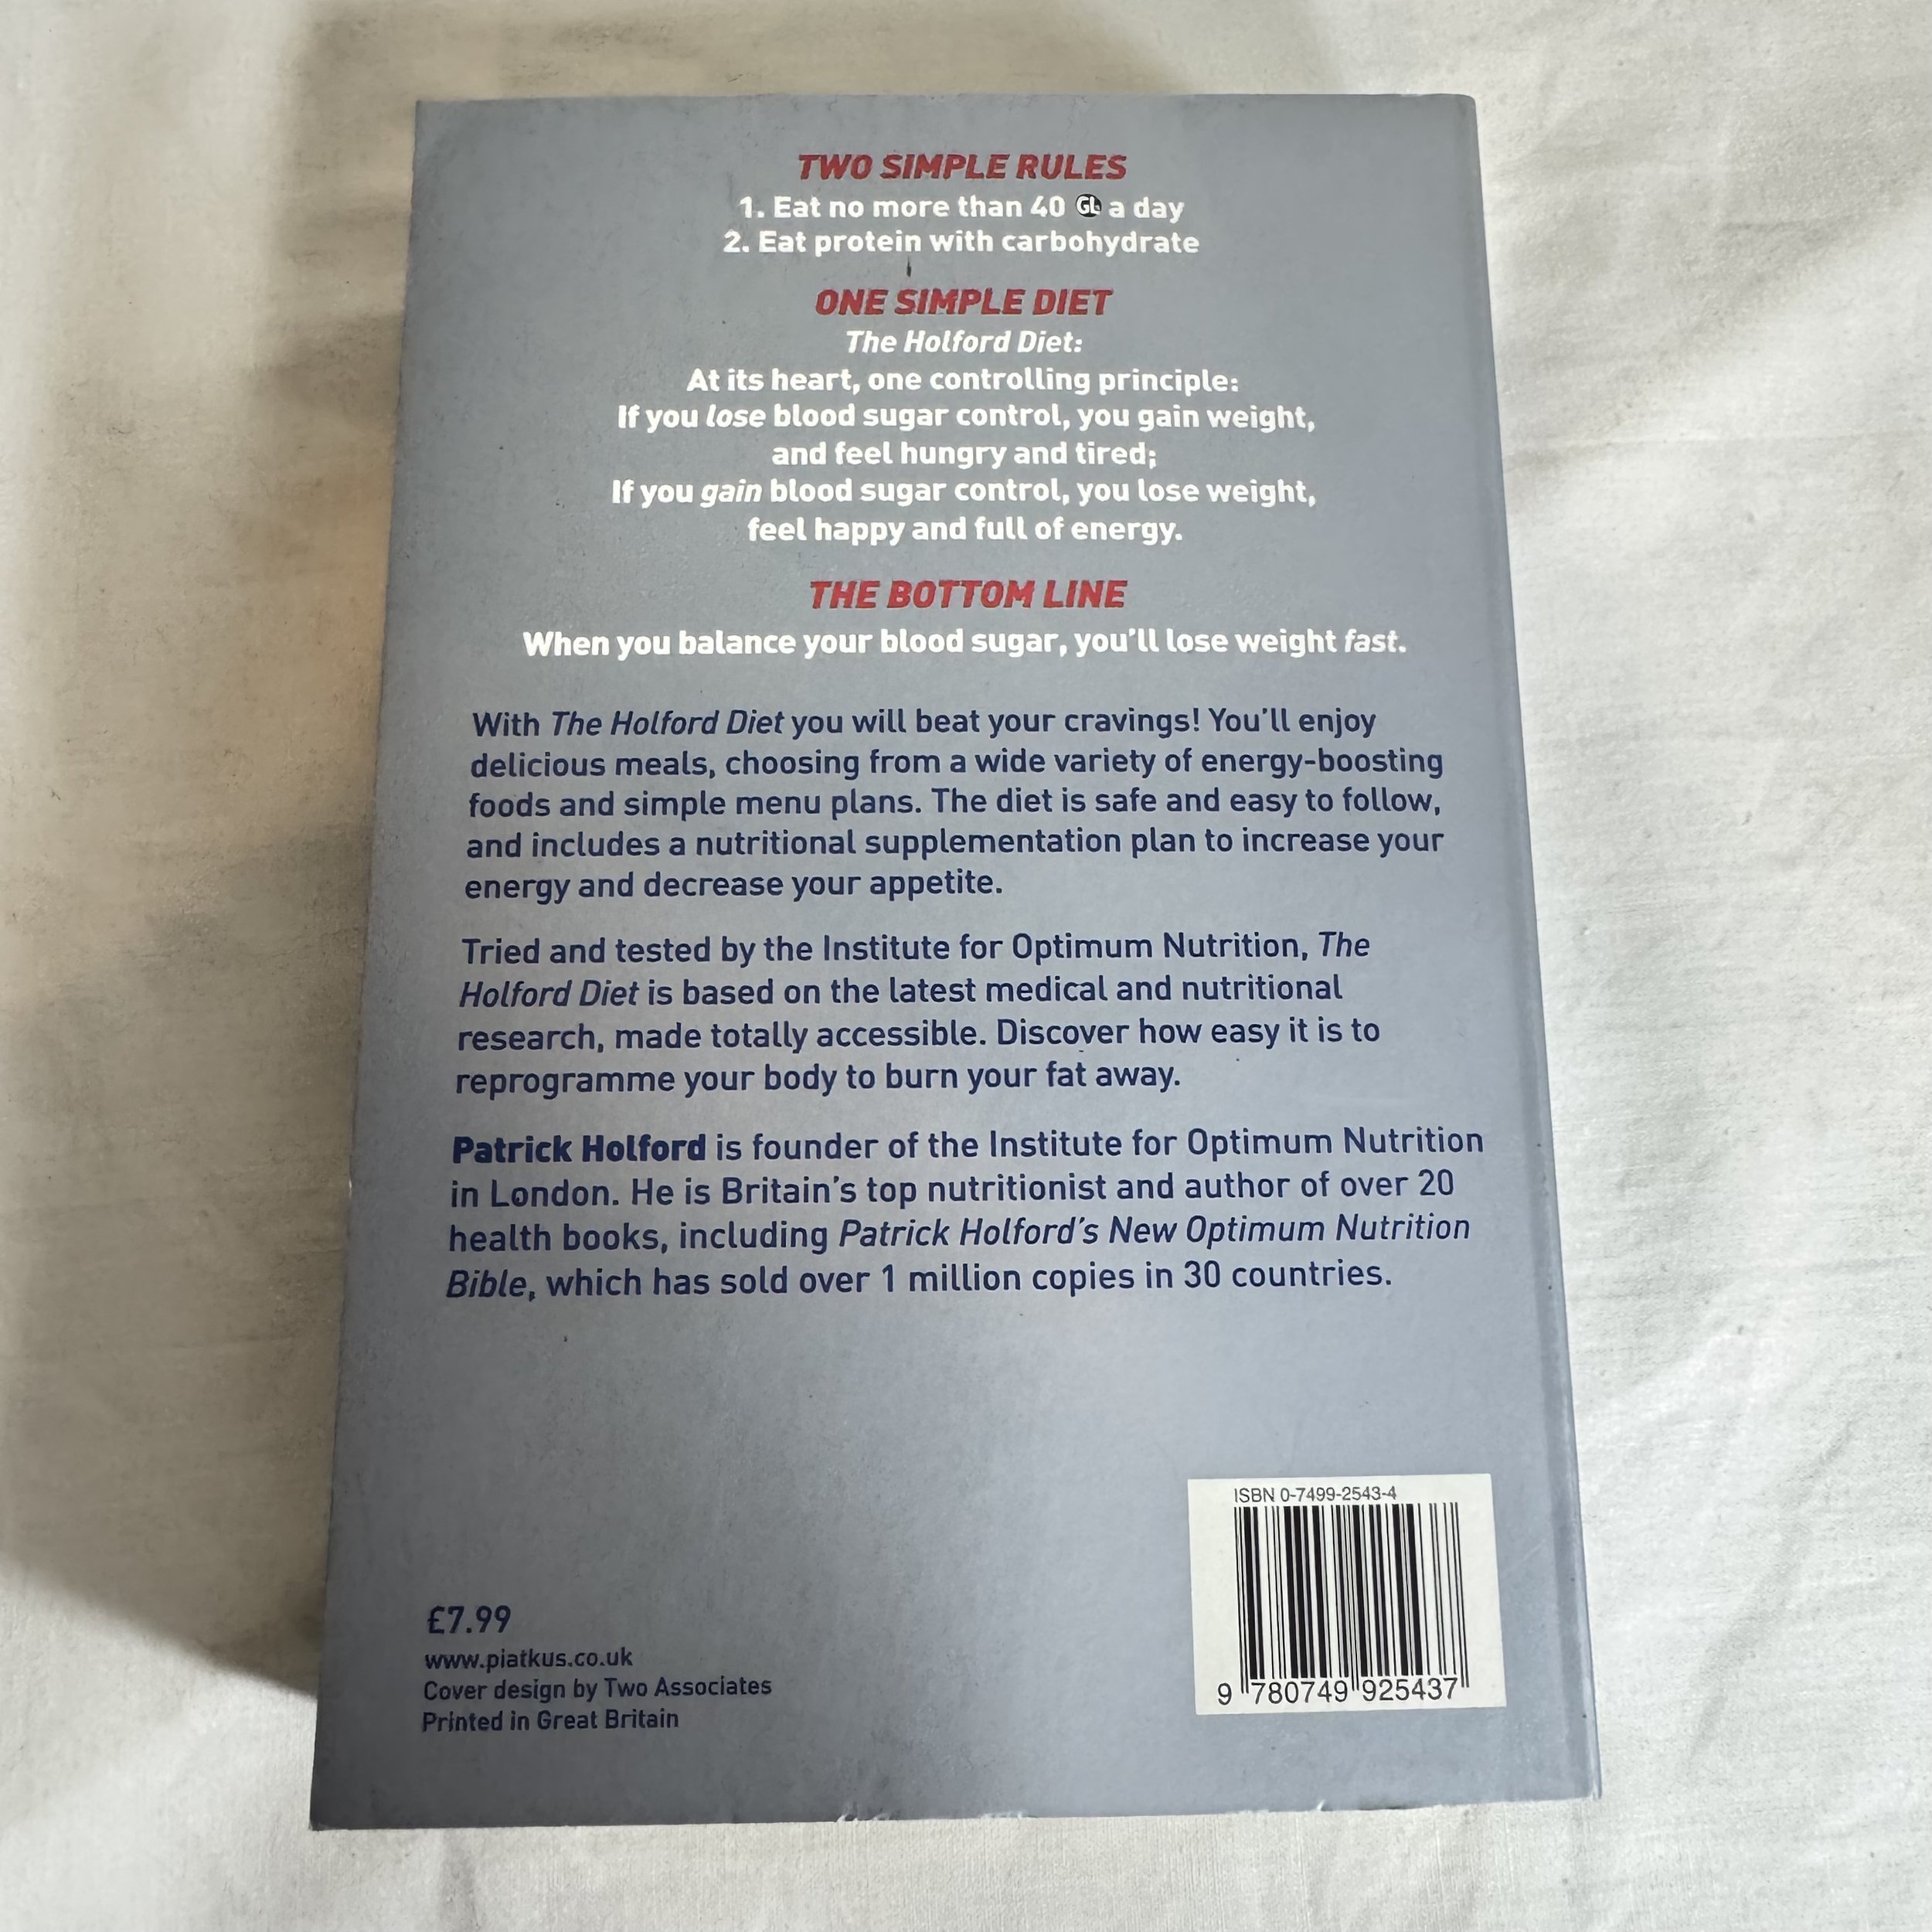 TWO SIMPLE RULES
1. Eat no more than 40 GL a day
2. Eat protein with carbohydrate
ONE SIMPLE DIET
The Holford Diet:
At its heart, one controlling principle:
If you lose blood sugar control, you gain weight,
and feel hungry and tired;
If you gain blood sugar control, you lose weight,
feel happy and full of energy.
THE BOTTOM LINE
When you balance your blood sugar, you'll lose weight fast.
With The Holford Diet you will beat your cravings! You'll enjoy
delicious meals, choosing from a wide variety of energy-boosting
foods and simple menu plans. The diet is safe and easy to follow,
and includes a nutritional supplementation plan to increase your
energy and decrease your appetite.
Tried and tested by the Institute for Optimum Nutrition, The
Holford Diet is based on the latest medical and nutritional
research, made totally accessible. Discover how easy it is to
reprogramme your body to burn your fat away.
Patrick Holford is founder of the Institute for Optimum Nutrition
in London. He is Britain's top nutritionist and author of over 20
health books, including Patrick Holford's New Optimum Nutrition
Bible, which has sold over 1 million copies in 30 countries.
£7.99
www.piatkus.co.uk
Cover design by Two Associates
Printed in Great Britain
ISBN 0-7499-2543-4
9 780749 925437